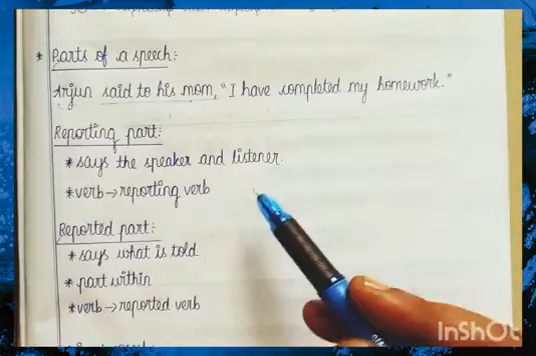 * Parts of a speech:
Arjun said to his mom, "I have completed my homework."
Reporting part:
* says the speaker and listener.
* verb → reporting verb
Reported part:
* says what is told
* part within
* verb → reported verb
InShOt